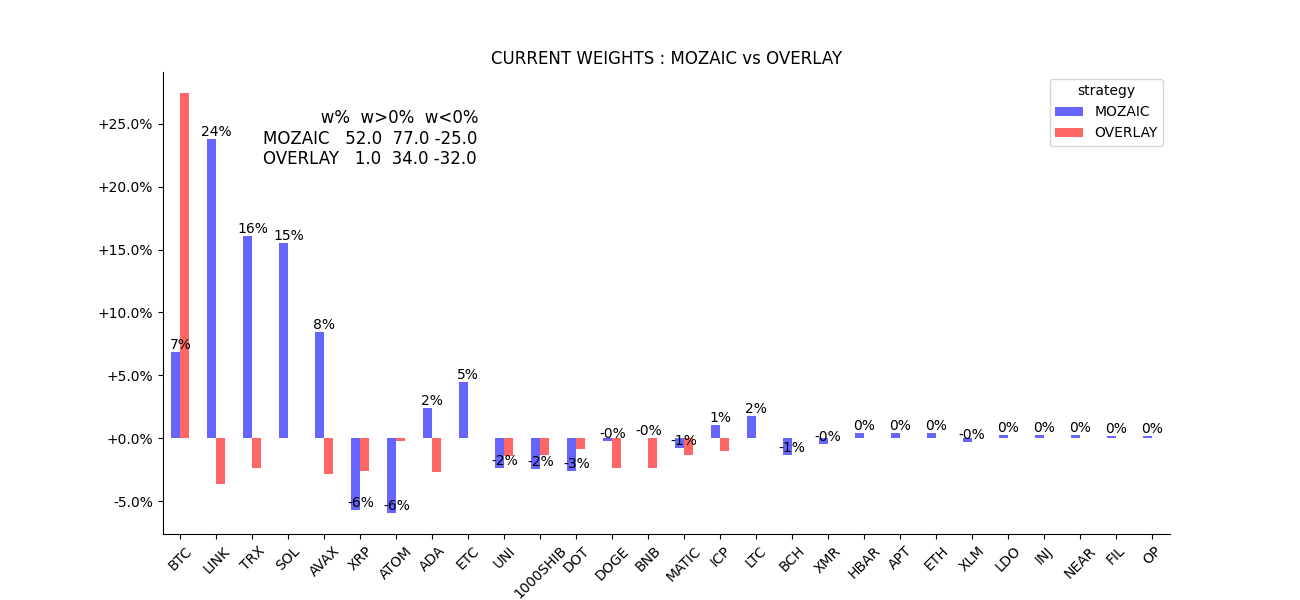 CURRENT WEIGHTS : MOZAIC vs OVERLAY
strategy
MOZAIC
OVERLAY
w% w>0% w<0%
MOZAIC 52.0 77.0 -25.0
OVERLAY 1.0 34.0 -32.0
+25.0%
+20.0%
+15.0%
+10.0%
+5.0%
+0.0%
-5.0%
7%
24%
16%
15%
8%
-6%
-6%
2%
5%
-2%
-2%
-3%
-0%
-0%
-1%
1%
2%
-1%
-0%
0%
0%
0%
-0%
0%
0%
0%
0%
0%
BTC
LINK
TRX
SOL
AVAX
XRP
ATOM
ADA
ETC
UNI
1000SHIB
DOT
DOGE
BNB
MATIC
ICP
LTC
BCH
XMR
HBAR
APT
ETH
XLM
LDO
INJ
NEAR
FIL
OP